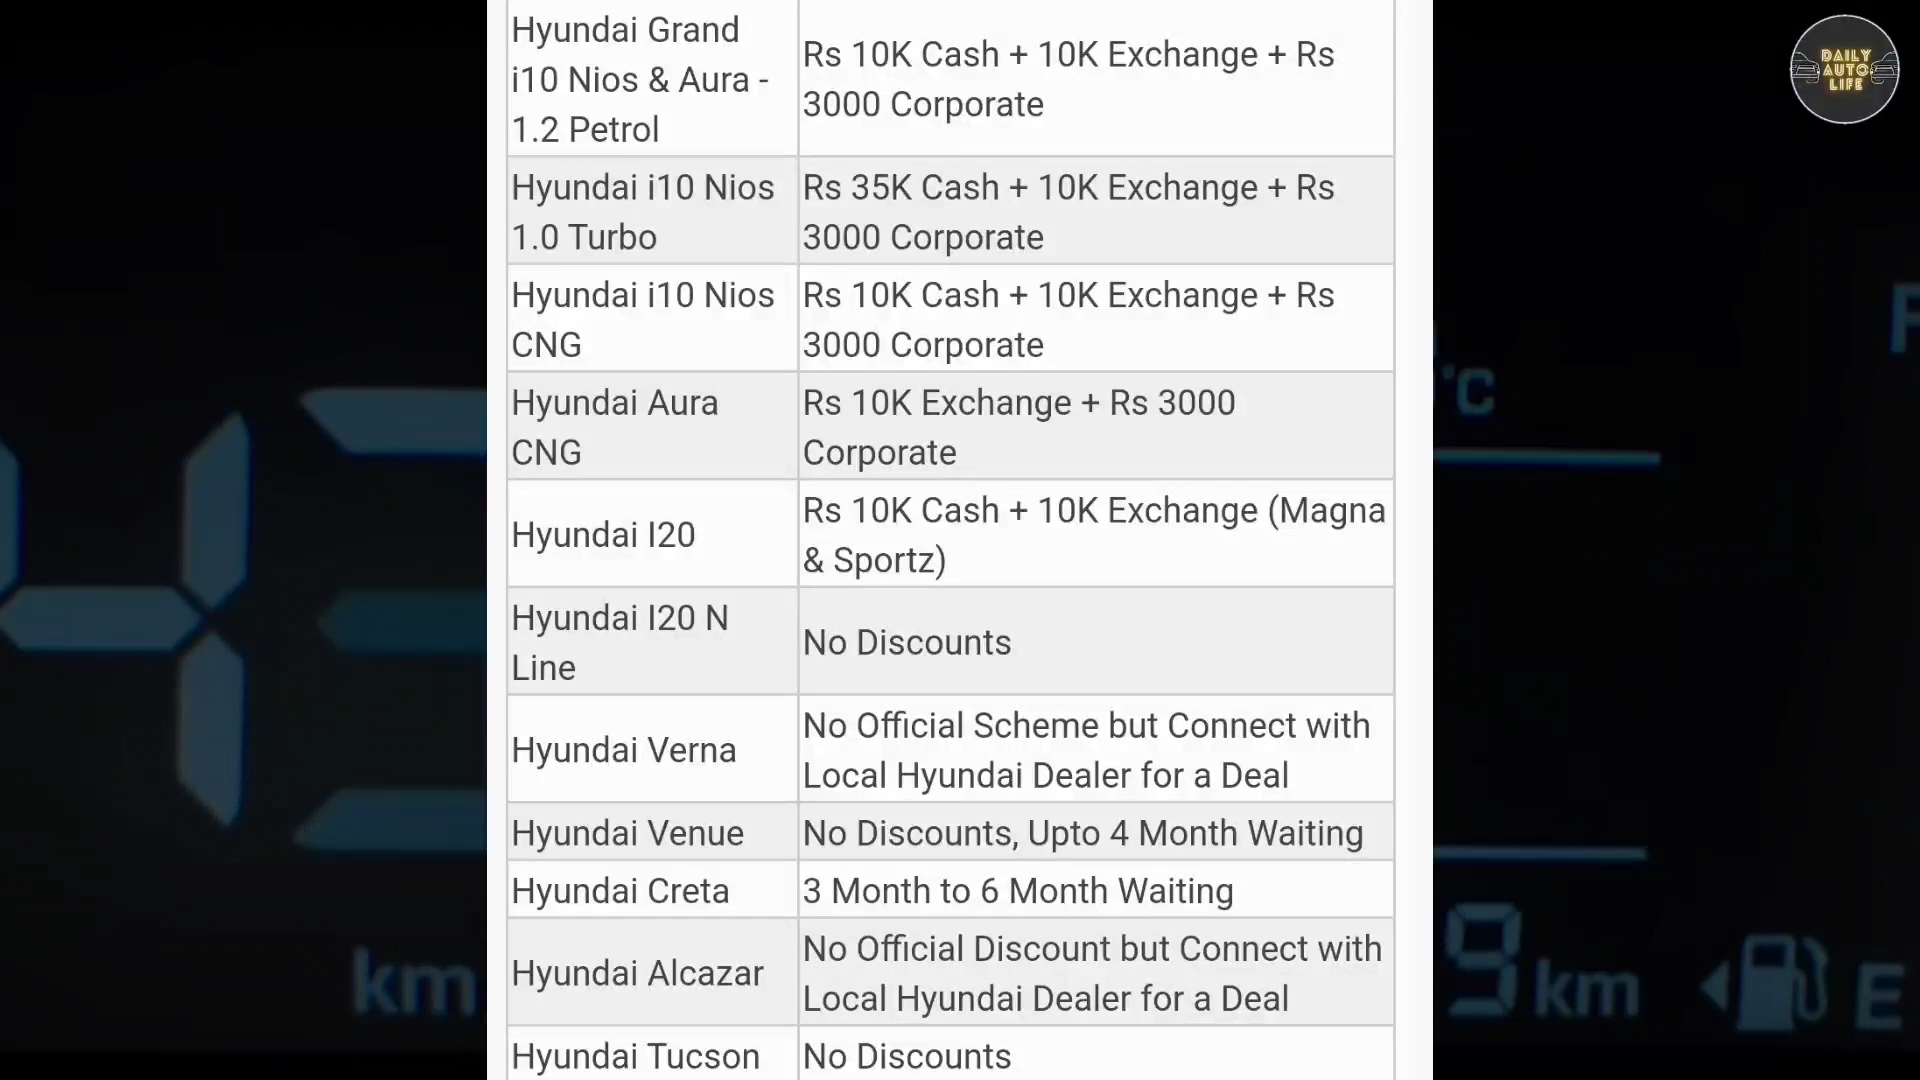 Hyundai Grand
i10 Nios & Aura -
1.2 Petrol
Rs 10K Cash + 10K Exchange + Rs
3000 Corporate
Hyundai i10 Nios
1.0 Turbo
Rs 35K Cash + 10K Exchange + Rs
3000 Corporate
Hyundai i10 Nios
CNG
Rs 10K Cash + 10K Exchange + Rs
3000 Corporate
Hyundai Aura
CNG
Rs 10K Exchange + Rs 3000
Corporate
Hyundai I20
Rs 10K Cash + 10K Exchange (Magna
& Sportz)
Hyundai I20 N
Line
No Discounts
Hyundai Verna
No Official Scheme but Connect with
Local Hyundai Dealer for a Deal
Hyundai Venue
No Discounts, Upto 4 Month Waiting
Hyundai Creta
3 Month to 6 Month Waiting
Hyundai Alcazar
No Official Discount but Connect with
Local Hyundai Dealer for a Deal
Hyundai Tucson
No Discounts
DAILY
AUTO
LIFE
°C
km
9 km
E